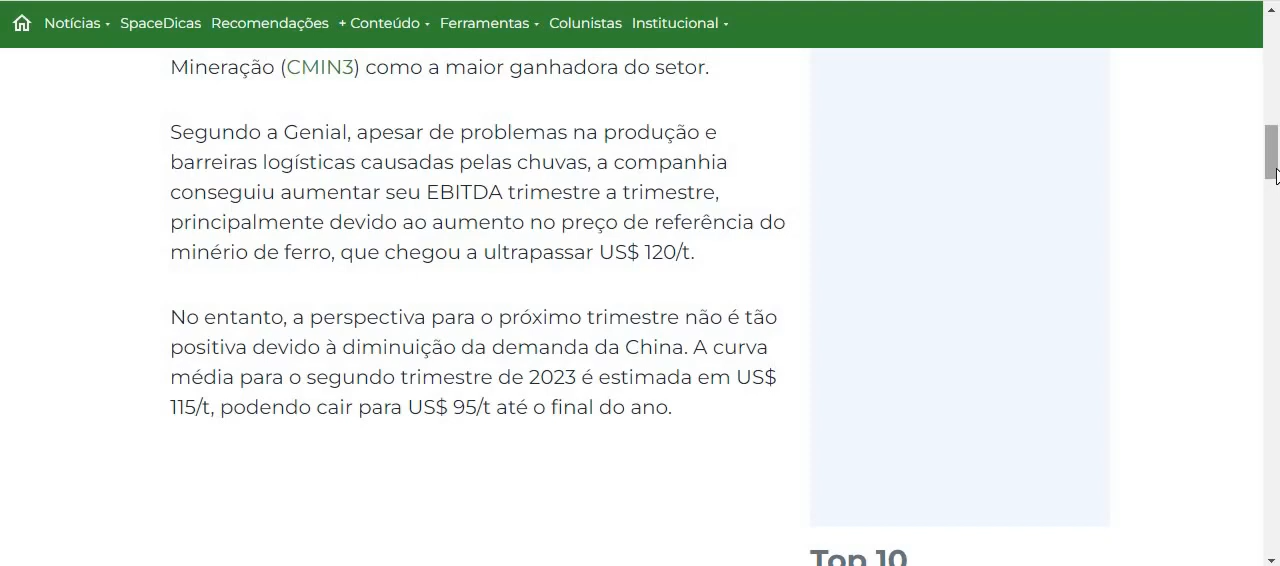 Notícias SpaceDicas Recomendações + Conteúdo Ferramentas Colunistas Institucional
Mineração (CMIN3) como a maior ganhadora do setor.
Segundo a Genial, apesar de problemas na produção e
barreiras logísticas causadas pelas chuvas, a companhia
conseguiu aumentar seu EBITDA trimestre a trimestre,
principalmente devido ao aumento no preço de referência do
minério de ferro, que chegou a ultrapassar US$ 120/t.
No entanto, a perspectiva para o próximo trimestre não é tão
positiva devido à diminuição da demanda da China. A curva
média para o segundo trimestre de 2023 é estimada em US$
115/t, podendo cair para US$ 95/t até o final do ano.
Top 10